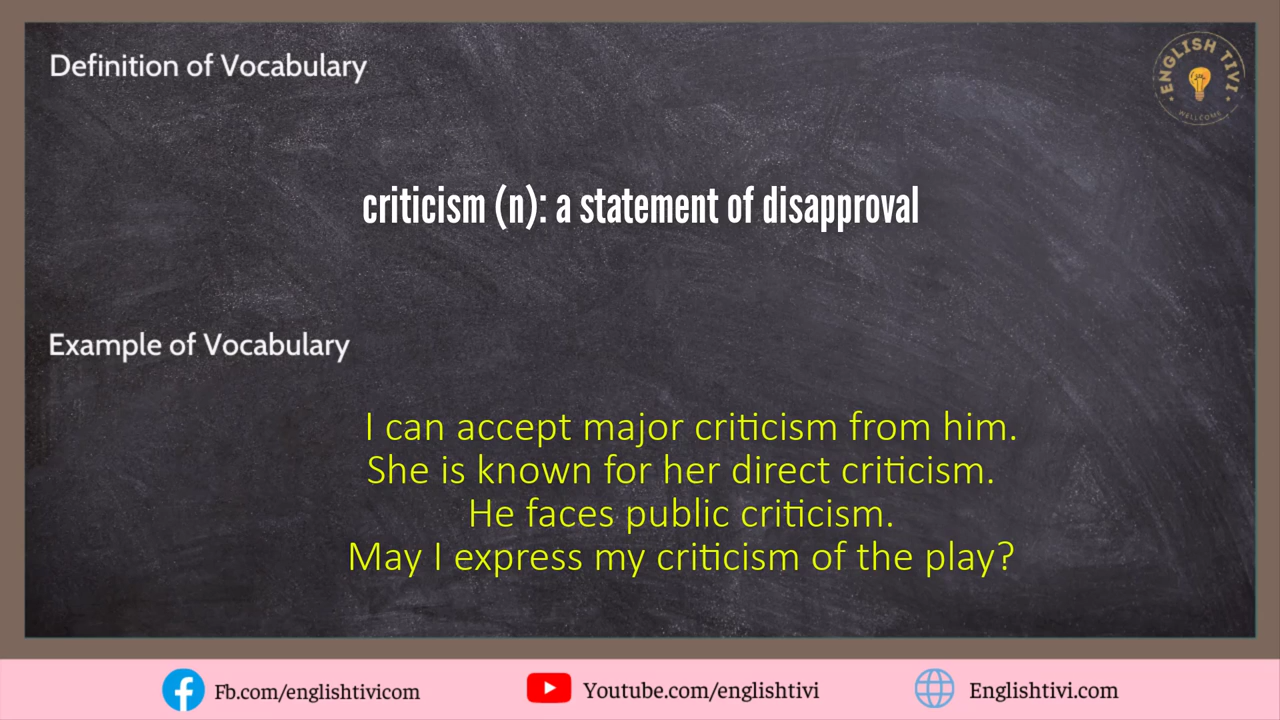 Definition of Vocabulary
ENGLISH TIVI
WELLCOME
criticism (n): a statement of disapproval
Example of Vocabulary
I can accept major criticism from him.
She is known for her direct criticism.
He faces public criticism.
May I express my criticism of the play?
Fb.com/englishtivicom
Youtube.com/englishtivi
Englishtivi.com